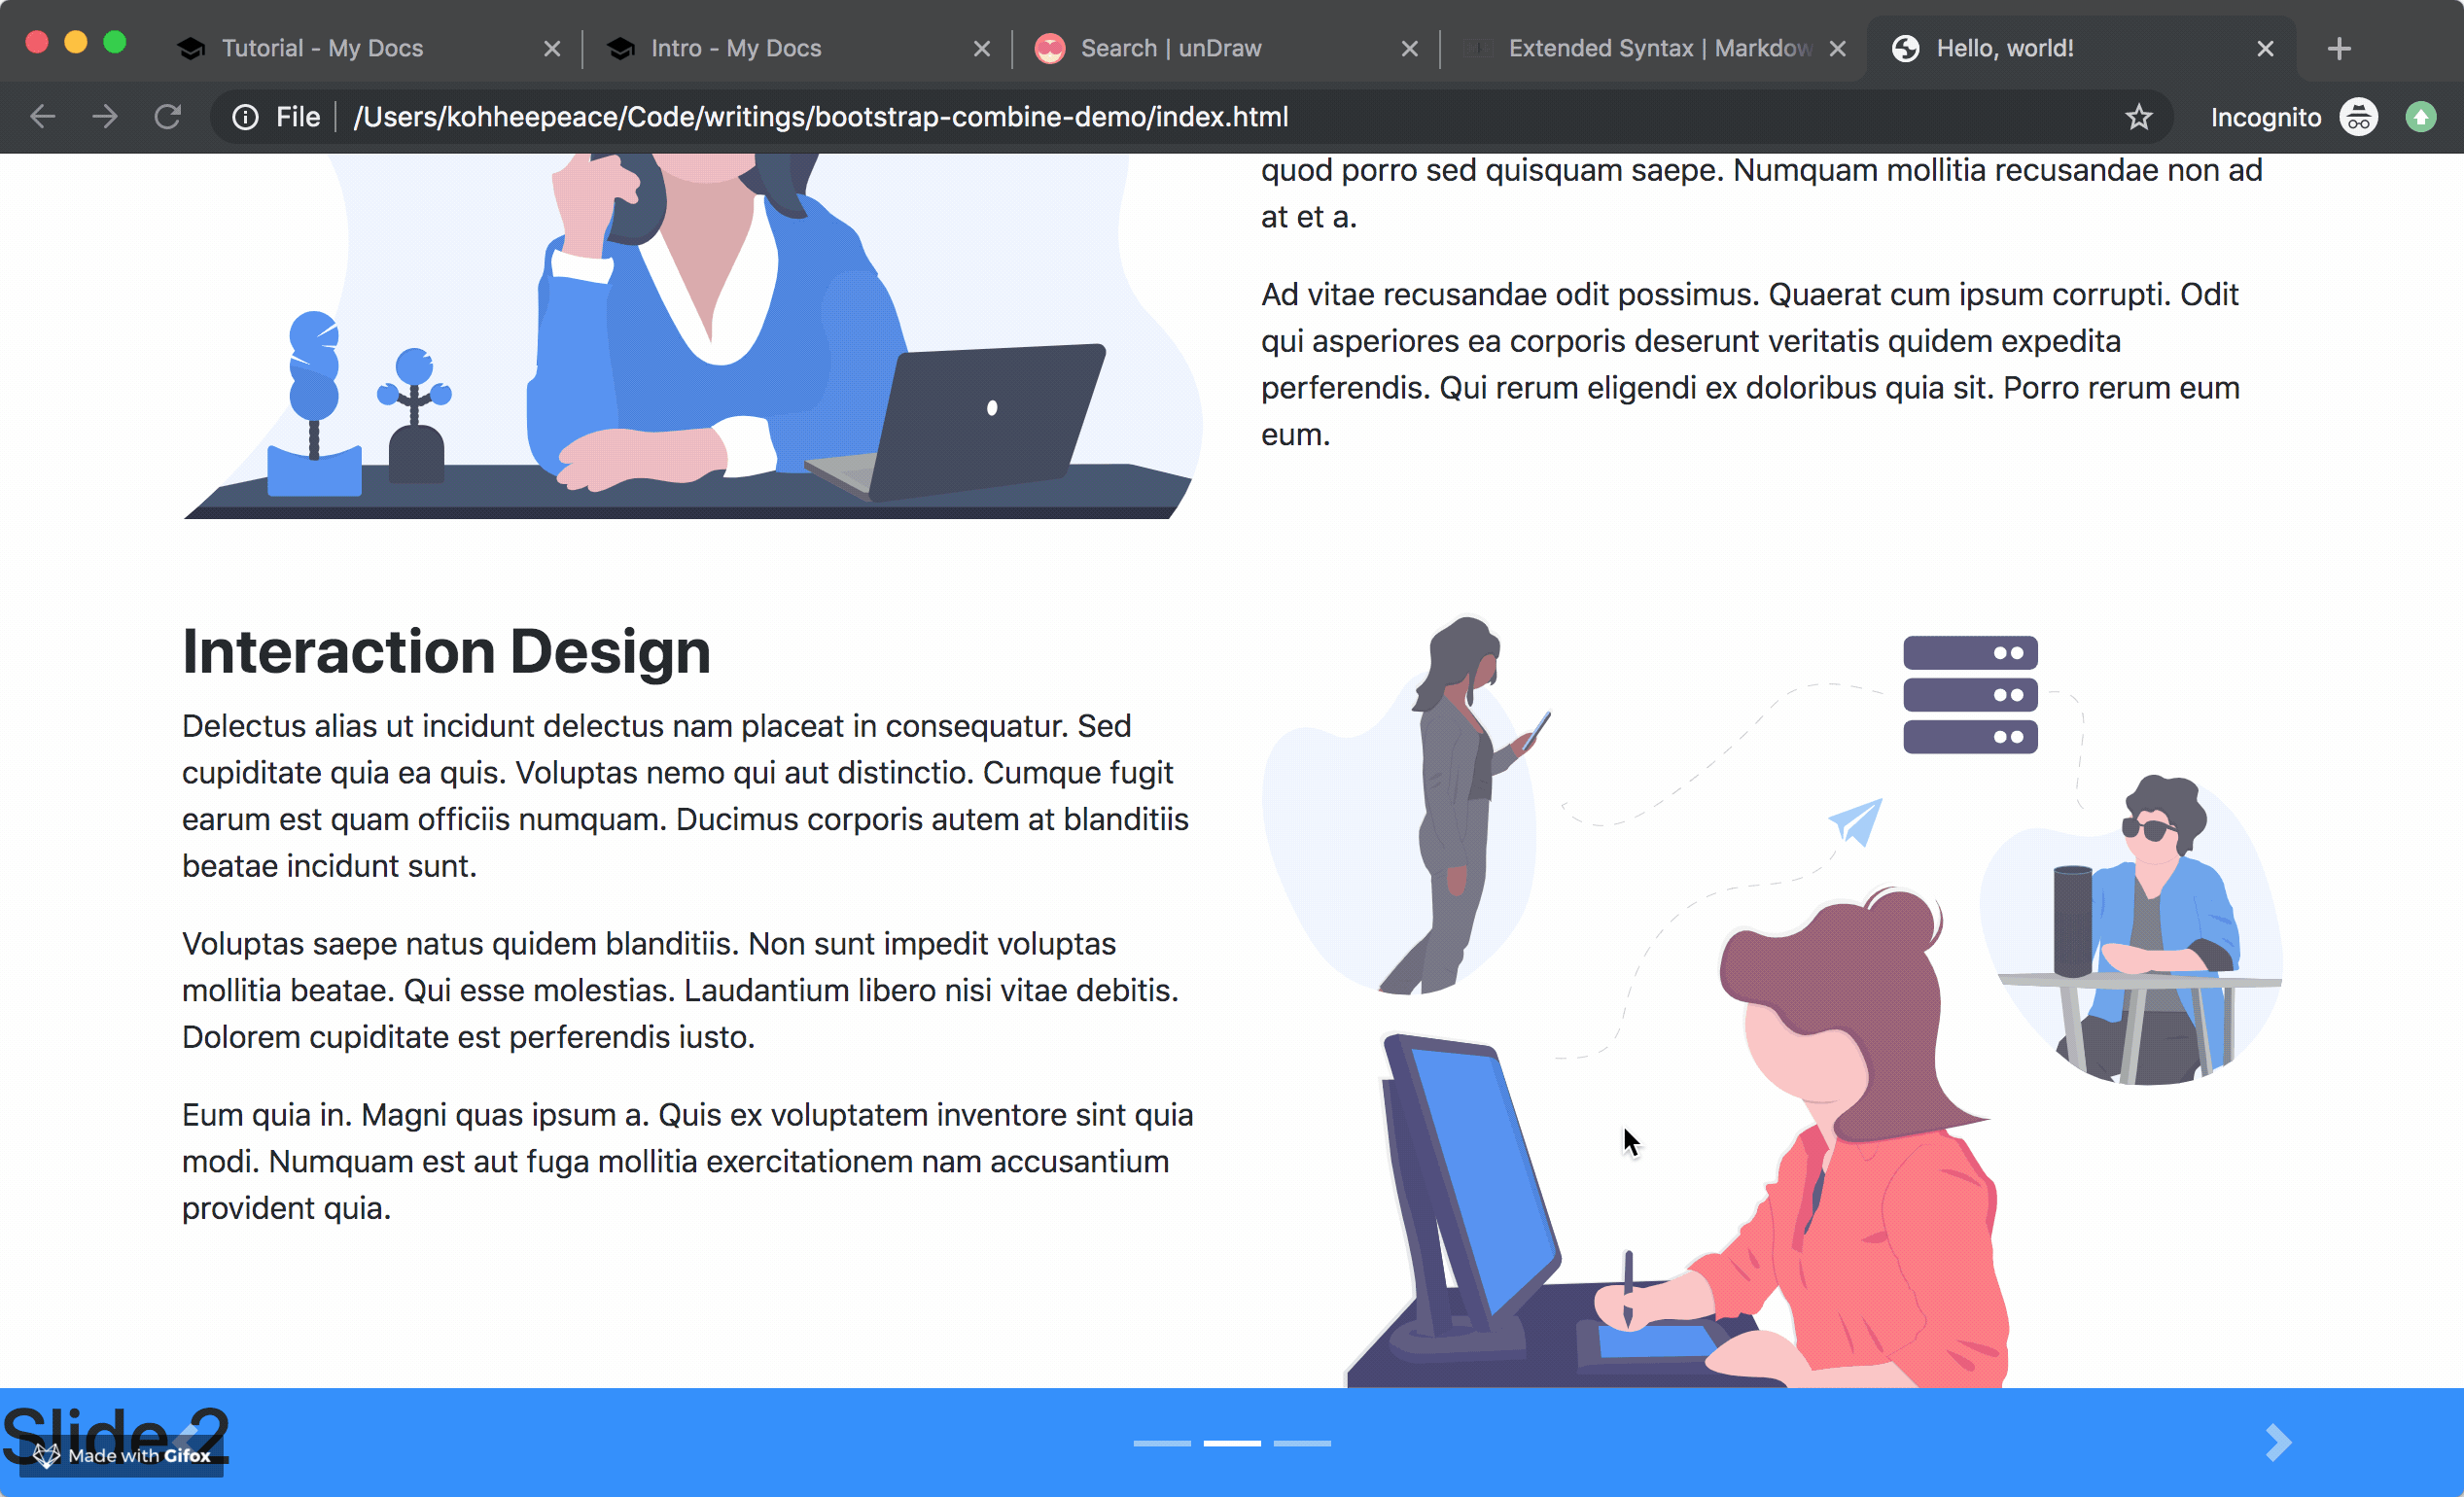 Tutorial - My Docs
Intro - My Docs
Search | unDraw
Extended Syntax | Markdow
Hello, world!
File
/Users/kohheepeace/Code/writings/bootstrap-combine-demo/index.html
Incognito
quod porro sed quisquam saepe. Numquam mollitia recusandae non ad
at et a.
Ad vitae recusandae odit possimus. Quaerat cum ipsum corrupti. Odit
qui asperiores ea corporis deserunt veritatis quidem expedita
perferendis. Qui rerum eligendi ex doloribus quia sit. Porro rerum eum
eum.
Interaction Design
Delectus alias ut incidunt delectus nam placeat in consequatur. Sed
cupiditate quia ea quis. Voluptas nemo qui aut distinctio. Cumque fugit
earum est quam officiis numquam. Ducimus corporis autem at blanditiis
beatae incidunt sunt.
Voluptas saepe natus quidem blanditiis. Non sunt impedit voluptas
mollitia beatae. Qui esse molestias. Laudantium libero nisi vitae debitis.
Dolorem cupiditate est perferendis iusto.
Eum quia in. Magni quas ipsum a. Quis ex voluptatem inventore sint quia
modi. Numquam est aut fuga mollitia exercitationem nam accusantium
provident quia.
Slide 2
Made with Gifox